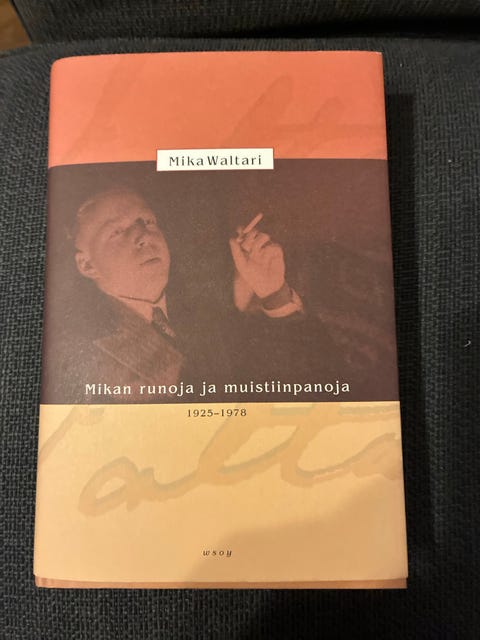 Mika Waltari
Mikan runoja ja muistiinpanoja
1925–1978
wsoy